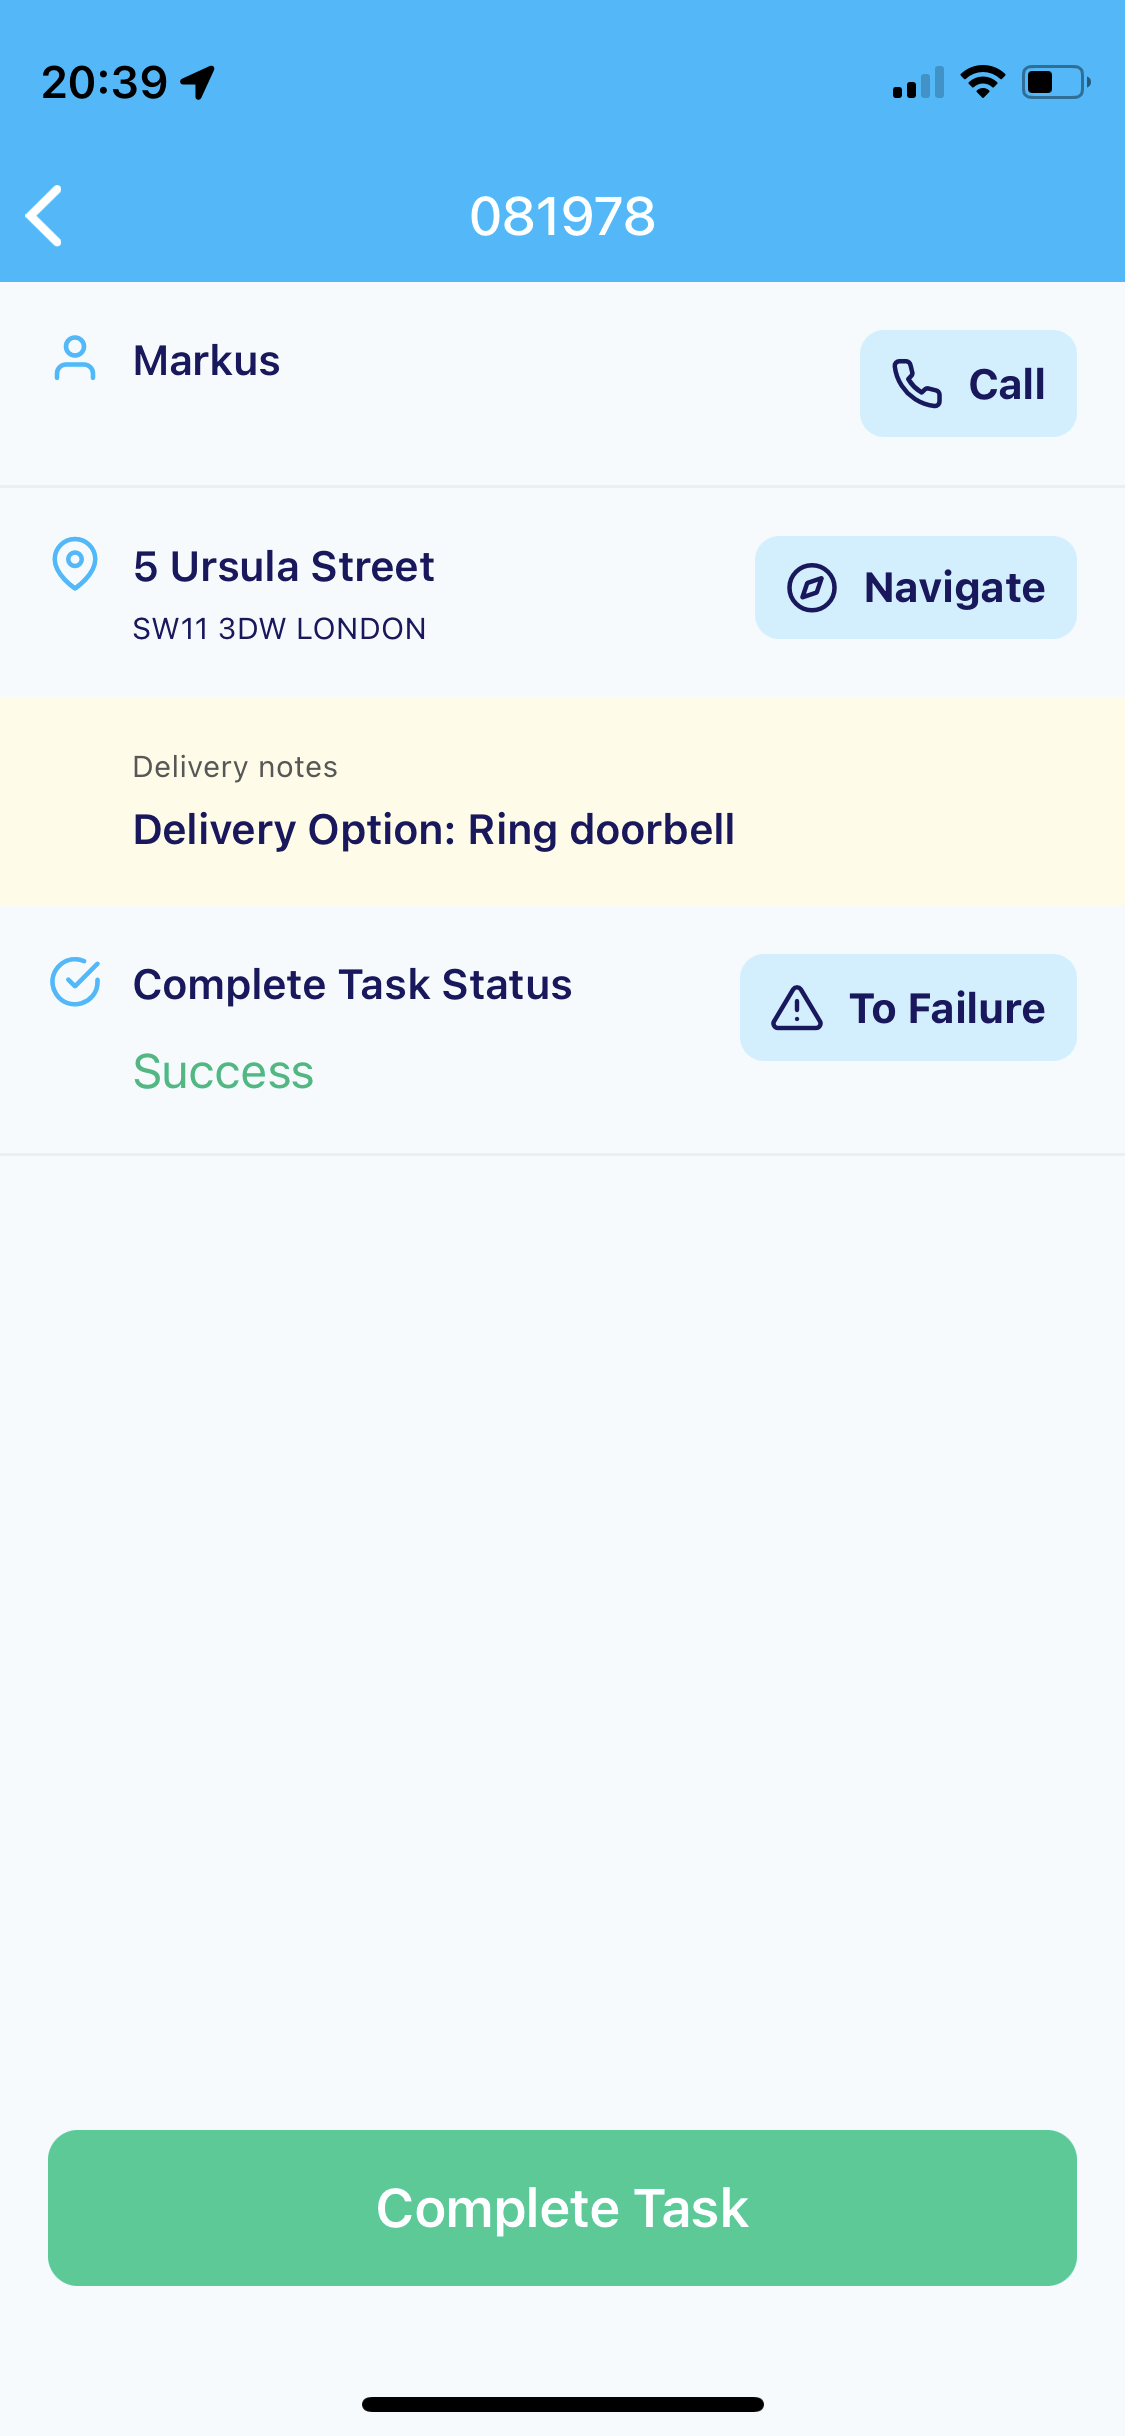 20:39
081978
Markus
Call
5 Ursula Street
SW11 3DW LONDON
Navigate
Delivery notes
Delivery Option: Ring doorbell
Complete Task Status
To Failure
Success
Complete Task